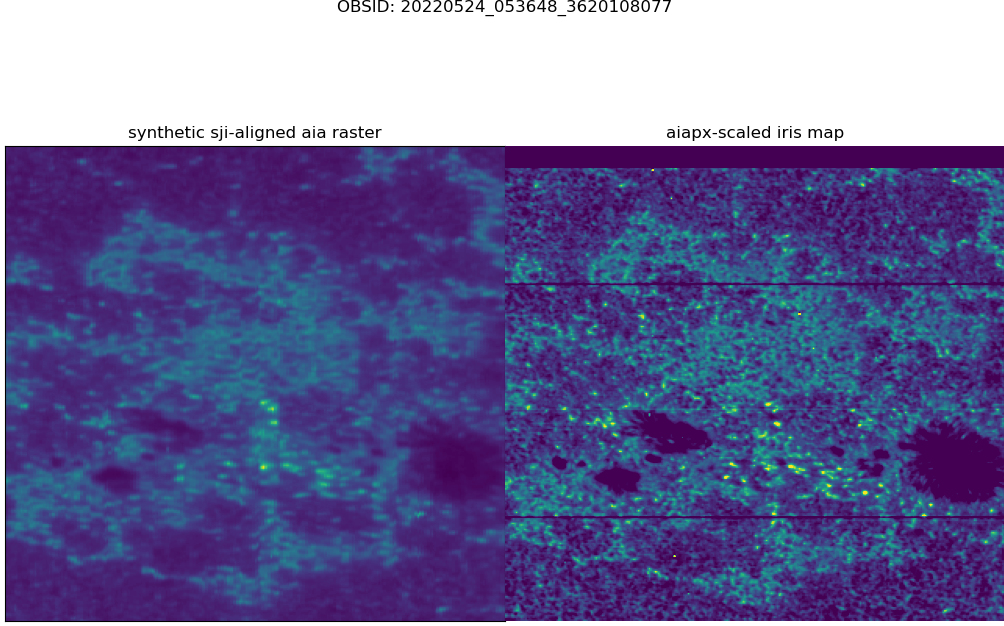 OBSID: 20220524_053648_3620108077
synthetic sji-aligned aia raster
aiapx-scaled iris map